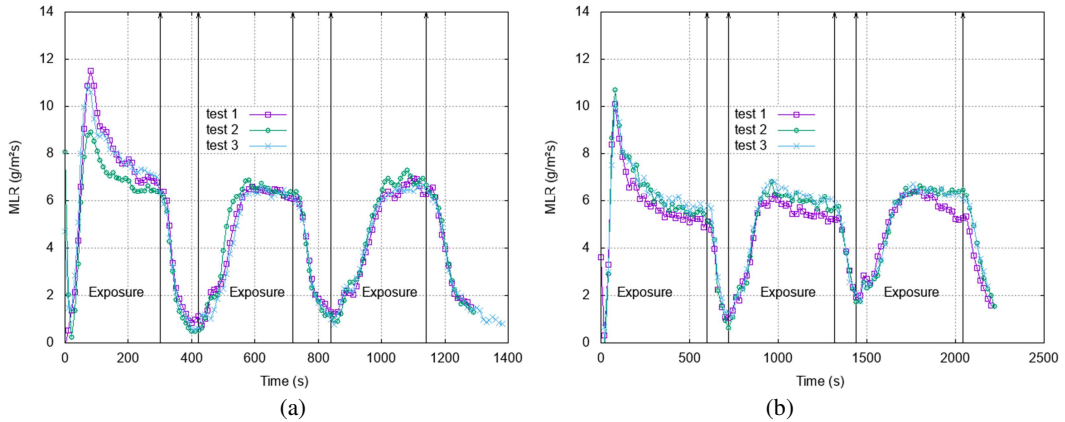 14
12
10
8
6
4
2
0
MLR (g/m²s)
test 1
test 2
test 3
Exposure Exposure Exposure
0 200 400 600 800 1000 1200 1400
Time (s)
(a)
14
12
10
8
6
4
2
0
MLR (g/m²s)
test 1
test 2
test 3
Exposure Exposure Exposure
0 500 1000 1500 2000 2500
Time (s)
(b)